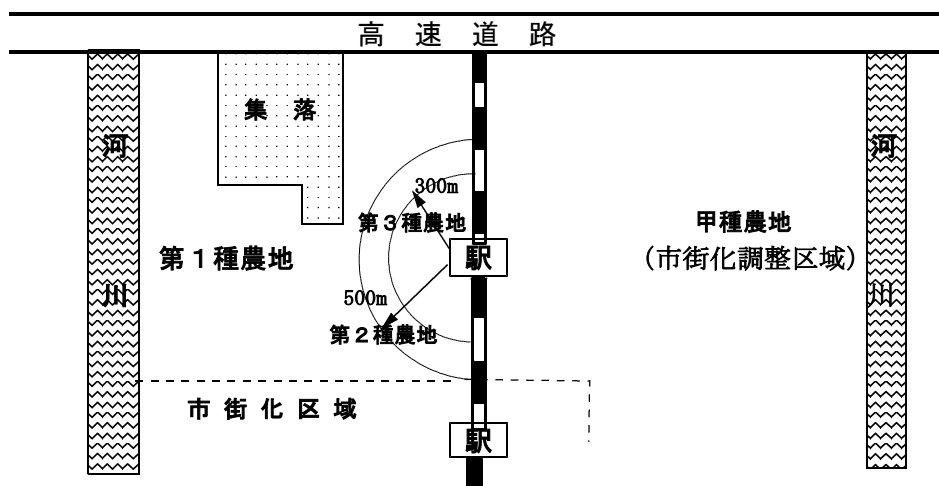 高速道路
集落
河川
河川
300m
第３種農地
甲種農地
駅
第１種農地
（市街化調整区域）
500m
第２種農地
市街化区域
駅